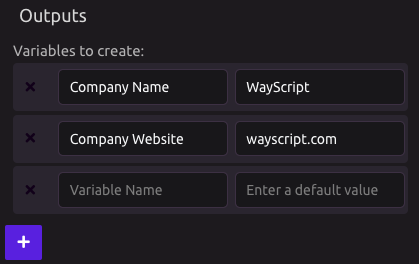 Outputs
Variables to create:
× Company Name WayScript
× Company Website wayscript.com
× Variable Name Enter a default value
+